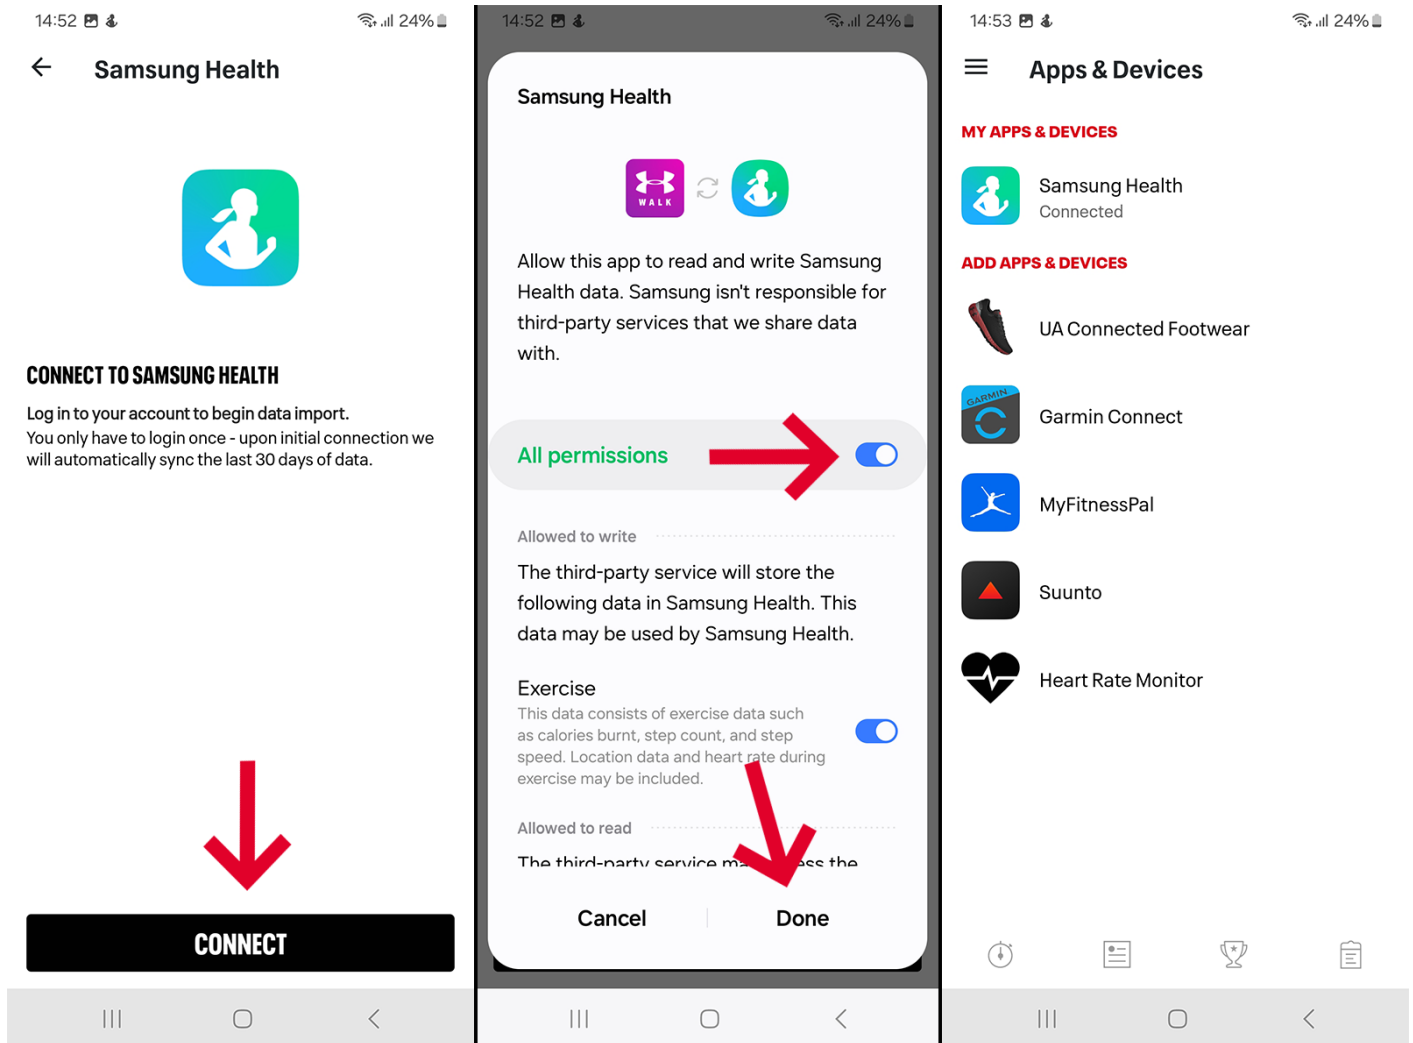 14:52
24%
Samsung Health
CONNECT TO SAMSUNG HEALTH
Log in to your account to begin data import.
You only have to login once - upon initial connection we
will automatically sync the last 30 days of data.
CONNECT
14:52
24%
Samsung Health
WALK
Allow this app to read and write Samsung
Health data. Samsung isn't responsible for
third-party services that we share data
with.
All permissions
Allowed to write
The third-party service will store the
following data in Samsung Health. This
data may be used by Samsung Health.
Exercise
This data consists of exercise data such
as calories burnt, step count, and step
speed. Location data and heart rate during
exercise may be included.
Allowed to read
The third-party service the
Cancel
Done
14:53
24%
Apps & Devices
MY APPS & DEVICES
Samsung Health
Connected
ADD APPS & DEVICES
UA Connected Footwear
GARMIN
Garmin Connect
MyFitnessPal
Suunto
Heart Rate Monitor